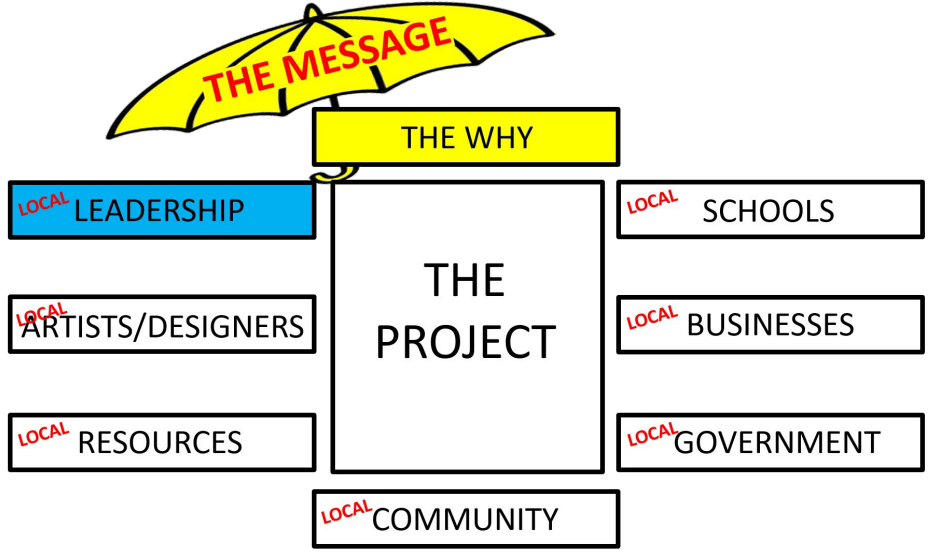 THE MESSAGE
THE WHY
LOCAL LEADERSHIP
LOCAL SCHOOLS
THE
PROJECT
LOCAL ARTISTS/DESIGNERS
LOCAL BUSINESSES
LOCAL RESOURCES
LOCAL GOVERNMENT
LOCAL COMMUNITY